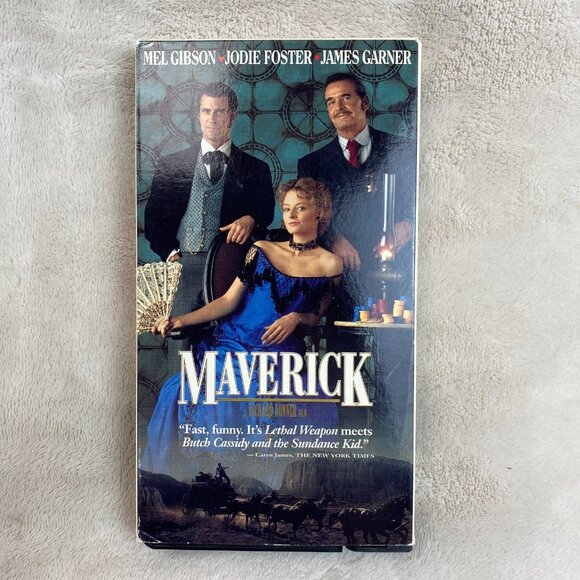 MEL GIBSON • JODIE FOSTER • JAMES GARNER
MAVERICK
A RICHARD DONNER FILM
“Fast, funny. It’s Lethal Weapon meets
Butch Cassidy and the Sundance Kid.”
— Caryn James, THE NEW YORK TIMES